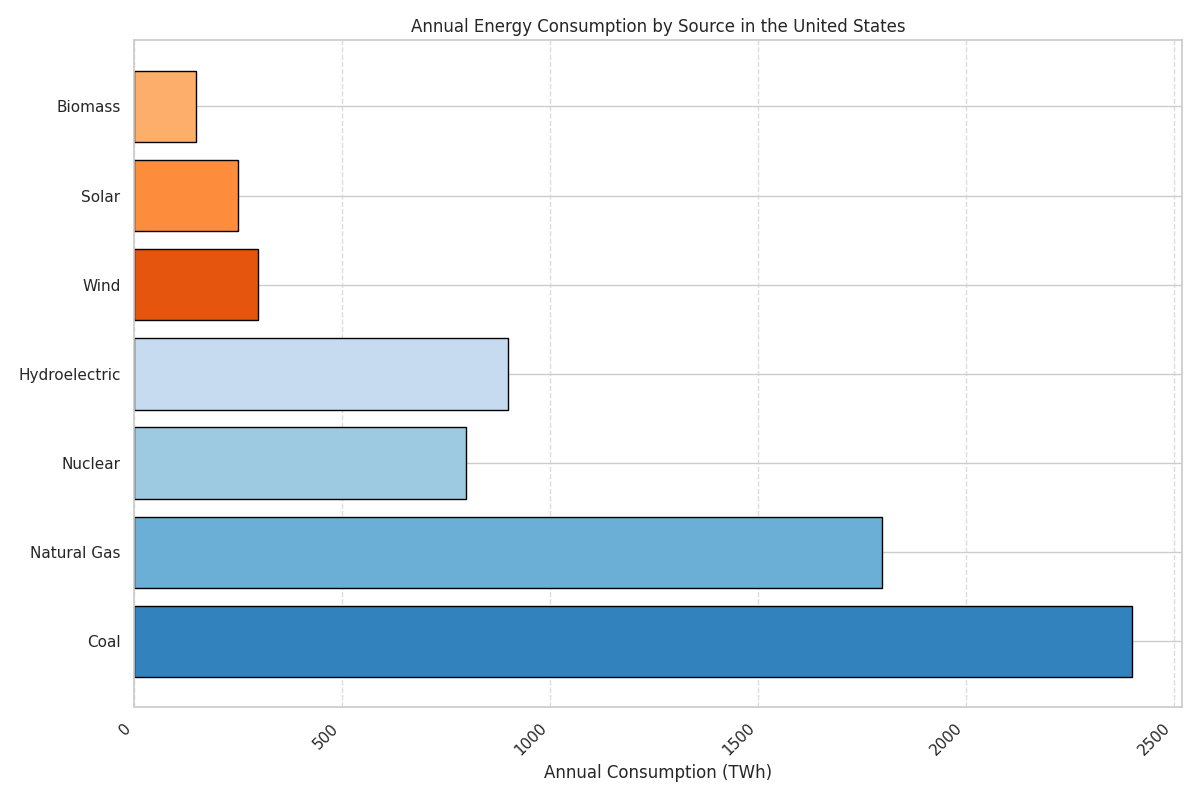 Annual Energy Consumption by Source in the United States
Biomass
Solar
Wind
Hydroelectric
Nuclear
Natural Gas
Coal
0 500 1000 1500 2000 2500
Annual Consumption (TWh)